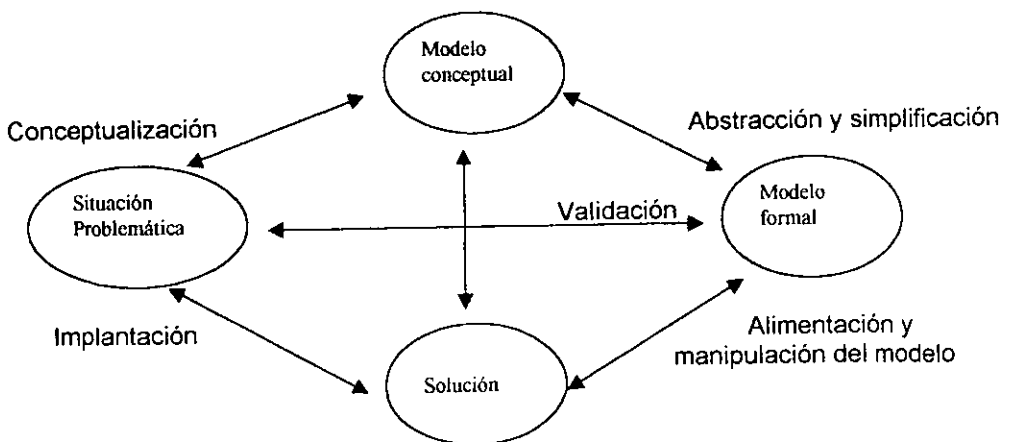 Modelo
conceptual
Conceptualización
Abstracción y simplificación
Situación
Problemática
Validación
Modelo
formal
Implantación
Alimentación y
manipulación del modelo
Solución